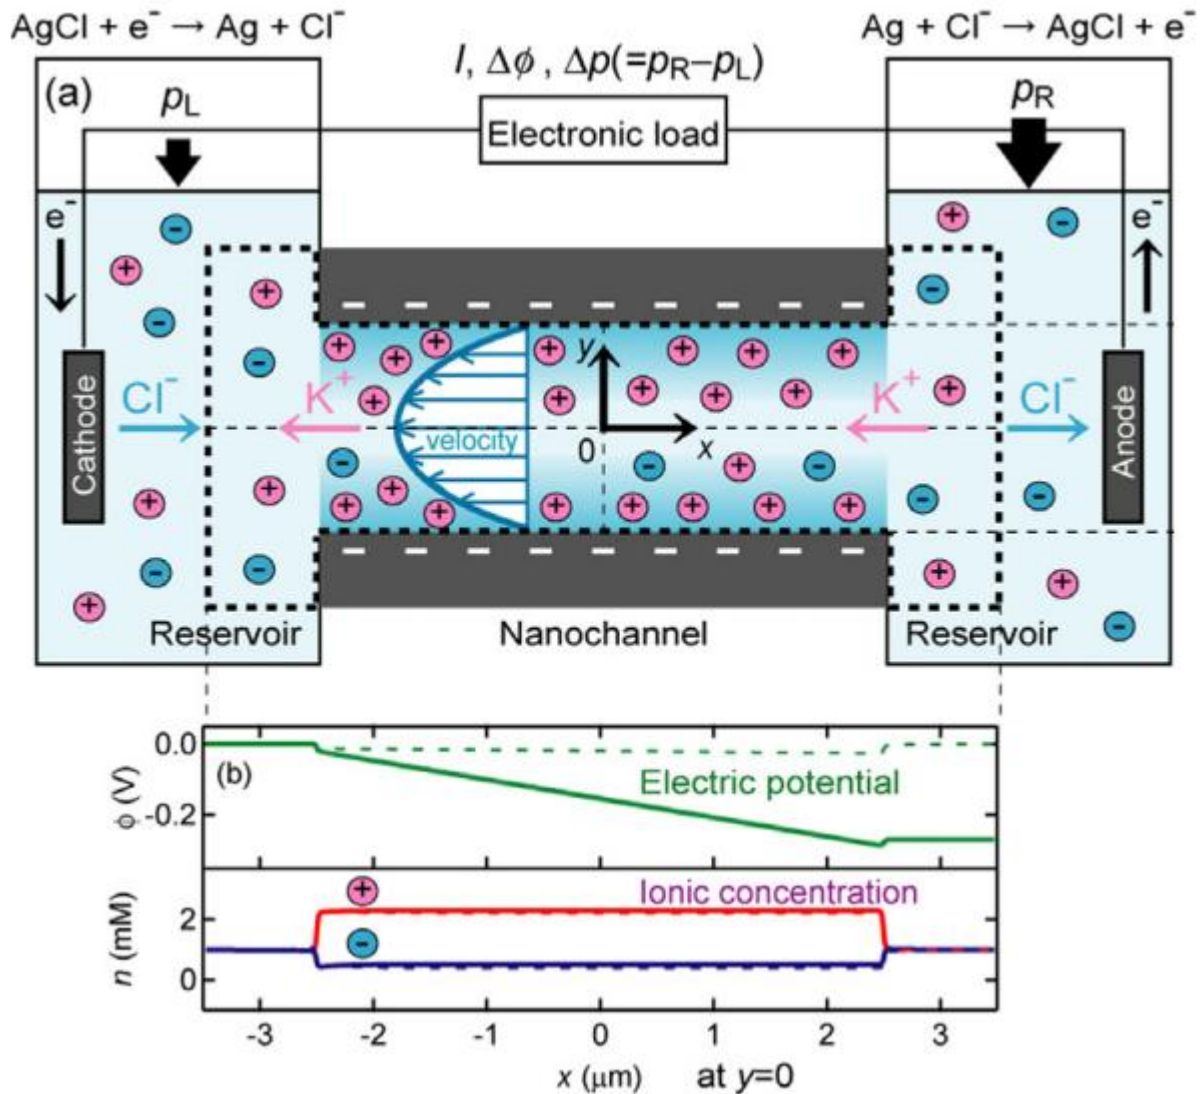 AgCl + e⁻ → Ag + Cl⁻
Ag + Cl⁻ → AgCl + e⁻
I, Δϕ , Δp(=pR–pL)
(a)
pL
pR
Electronic load
e⁻
e⁻
y
Cathode
Cl⁻
K⁺
velocity
0
x
K⁺
Cl⁻
Anode
Reservoir
Nanochannel
Reservoir
(b)
Electric potential
ϕ (V)
0.0
-0.2
Ionic concentration
n (mM)
2
0
-3 -2 -1 0 1 2 3
x (μm) at y=0